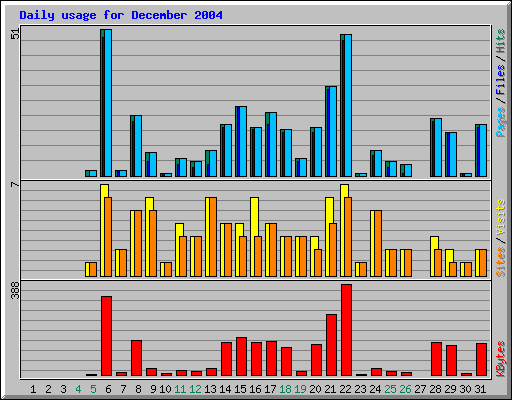 Daily usage for December 2004
51
Pages / Files / Hits
7
Sites / Visits
388
KBytes
1 2 3 4 5 6 7 8 9 10 11 12 13 14 15 16 17 18 19 20 21 22 23 24 25 26 27 28 29 30 31